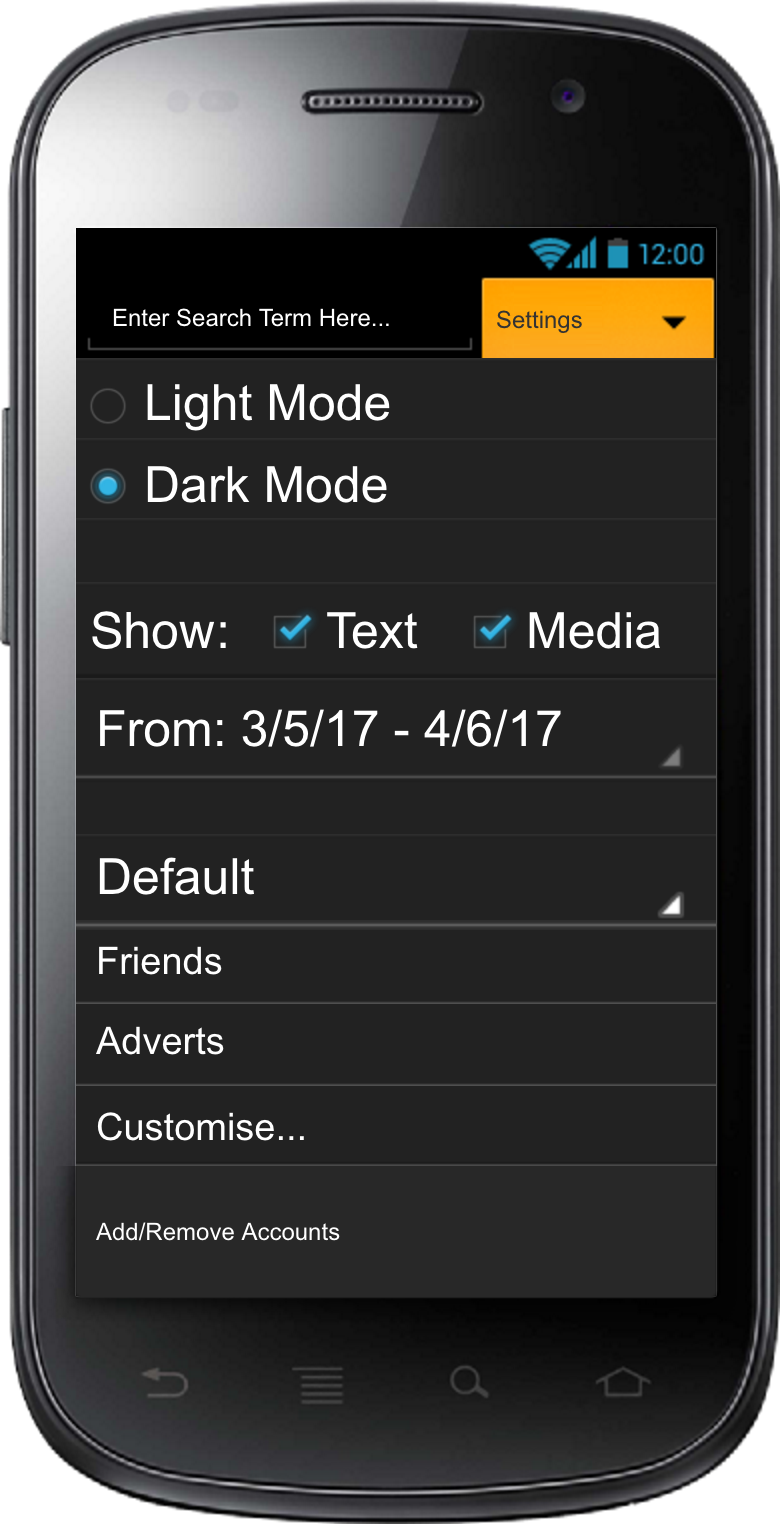 12:00
Enter Search Term Here...
Settings
Light Mode
Dark Mode
Show: Text Media
From: 3/5/17 - 4/6/17
Default
Friends
Adverts
Customise...
Add/Remove Accounts